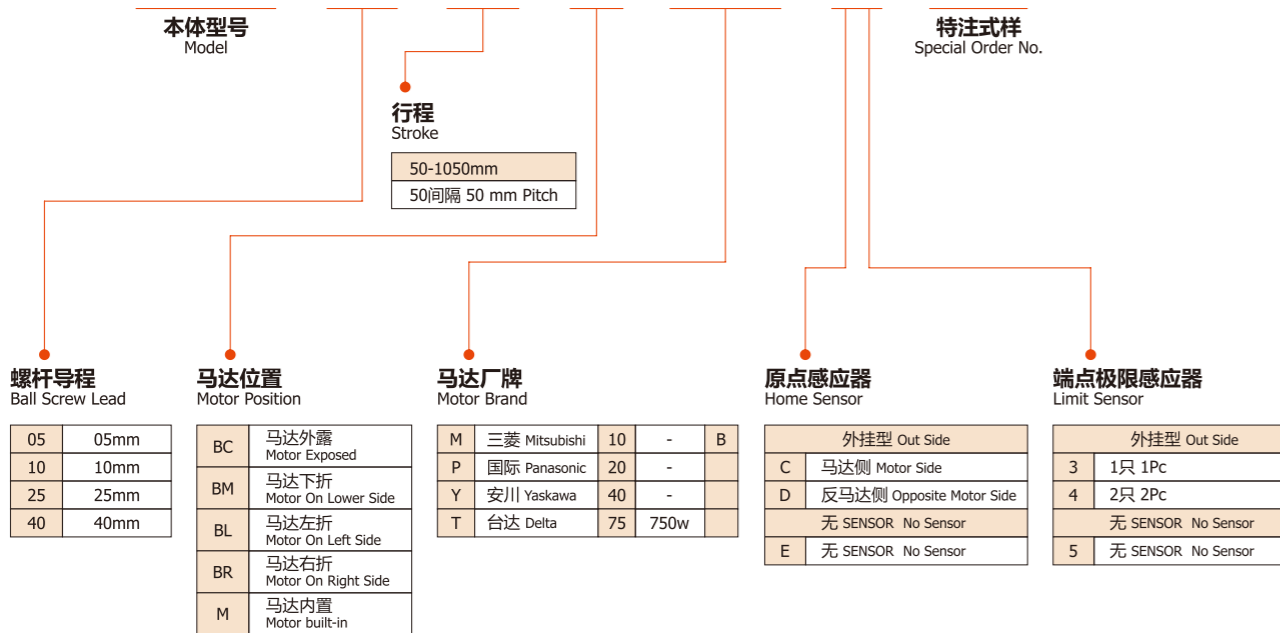 本体型号
Model
特注式样
Special Order No.
行程
Stroke
50-1050mm
50间隔 50 mm Pitch
螺杆导程
Ball Screw Lead
05 05mm
10 10mm
25 25mm
40 40mm
马达位置
Motor Position
BC 马达外露
Motor Exposed
BM 马达下折
Motor On Lower Side
BL 马达左折
Motor On Left Side
BR 马达右折
Motor On Right Side
M 马达内置
Motor built-in
马达厂牌
Motor Brand
M 三菱 Mitsubishi 10 - B
P 国际 Panasonic 20 -
Y 安川 Yaskawa 40 -
T 台达 Delta 75 750w
原点感应器
Home Sensor
外挂型 Out Side
C 马达侧 Motor Side
D 反马达侧 Opposite Motor Side
无 SENSOR No Sensor
E 无 SENSOR No Sensor
端点极限感应器
Limit Sensor
外挂型 Out Side
3 1只 1Pc
4 2只 2Pc
无 SENSOR No Sensor
5 无 SENSOR No Sensor